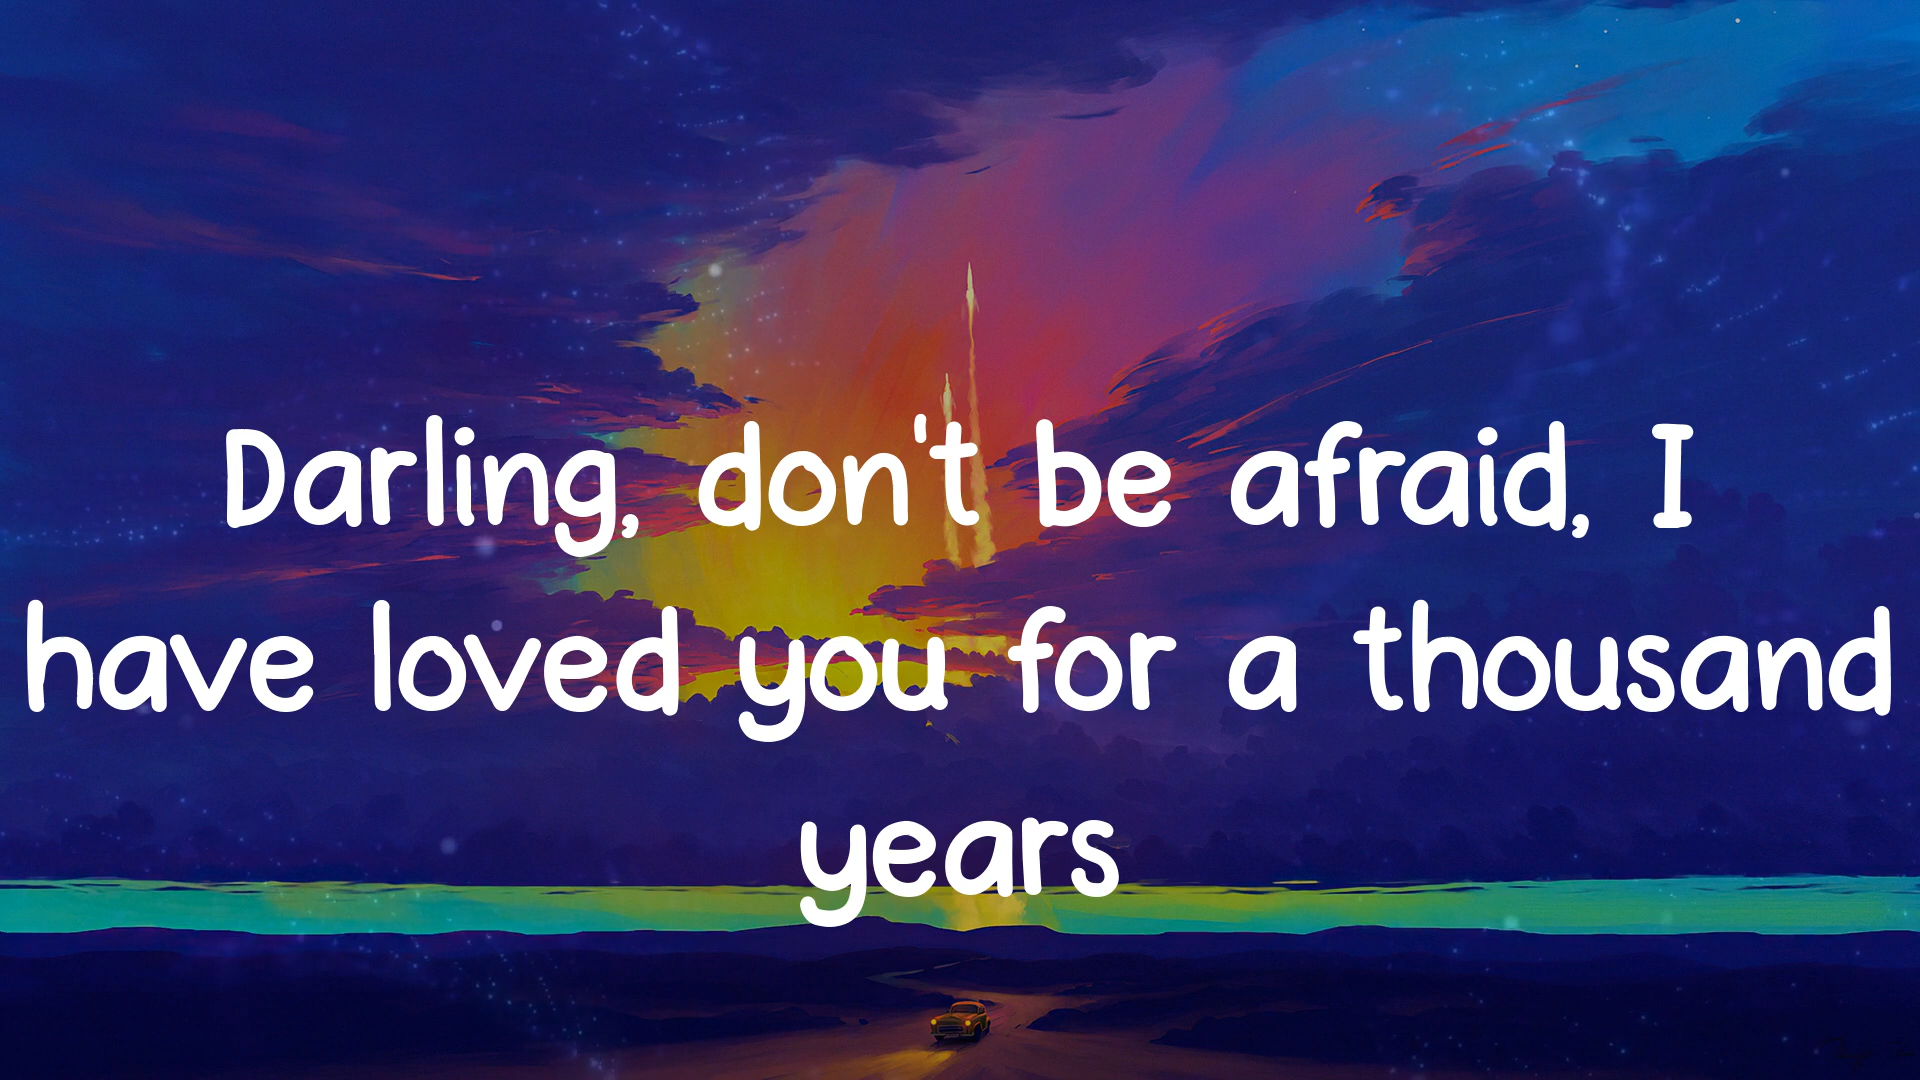 Darling, don't be afraid, I
have loved you for a thousand
years